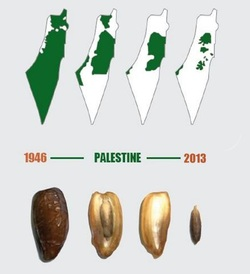 1946 — PALESTINE — 2013